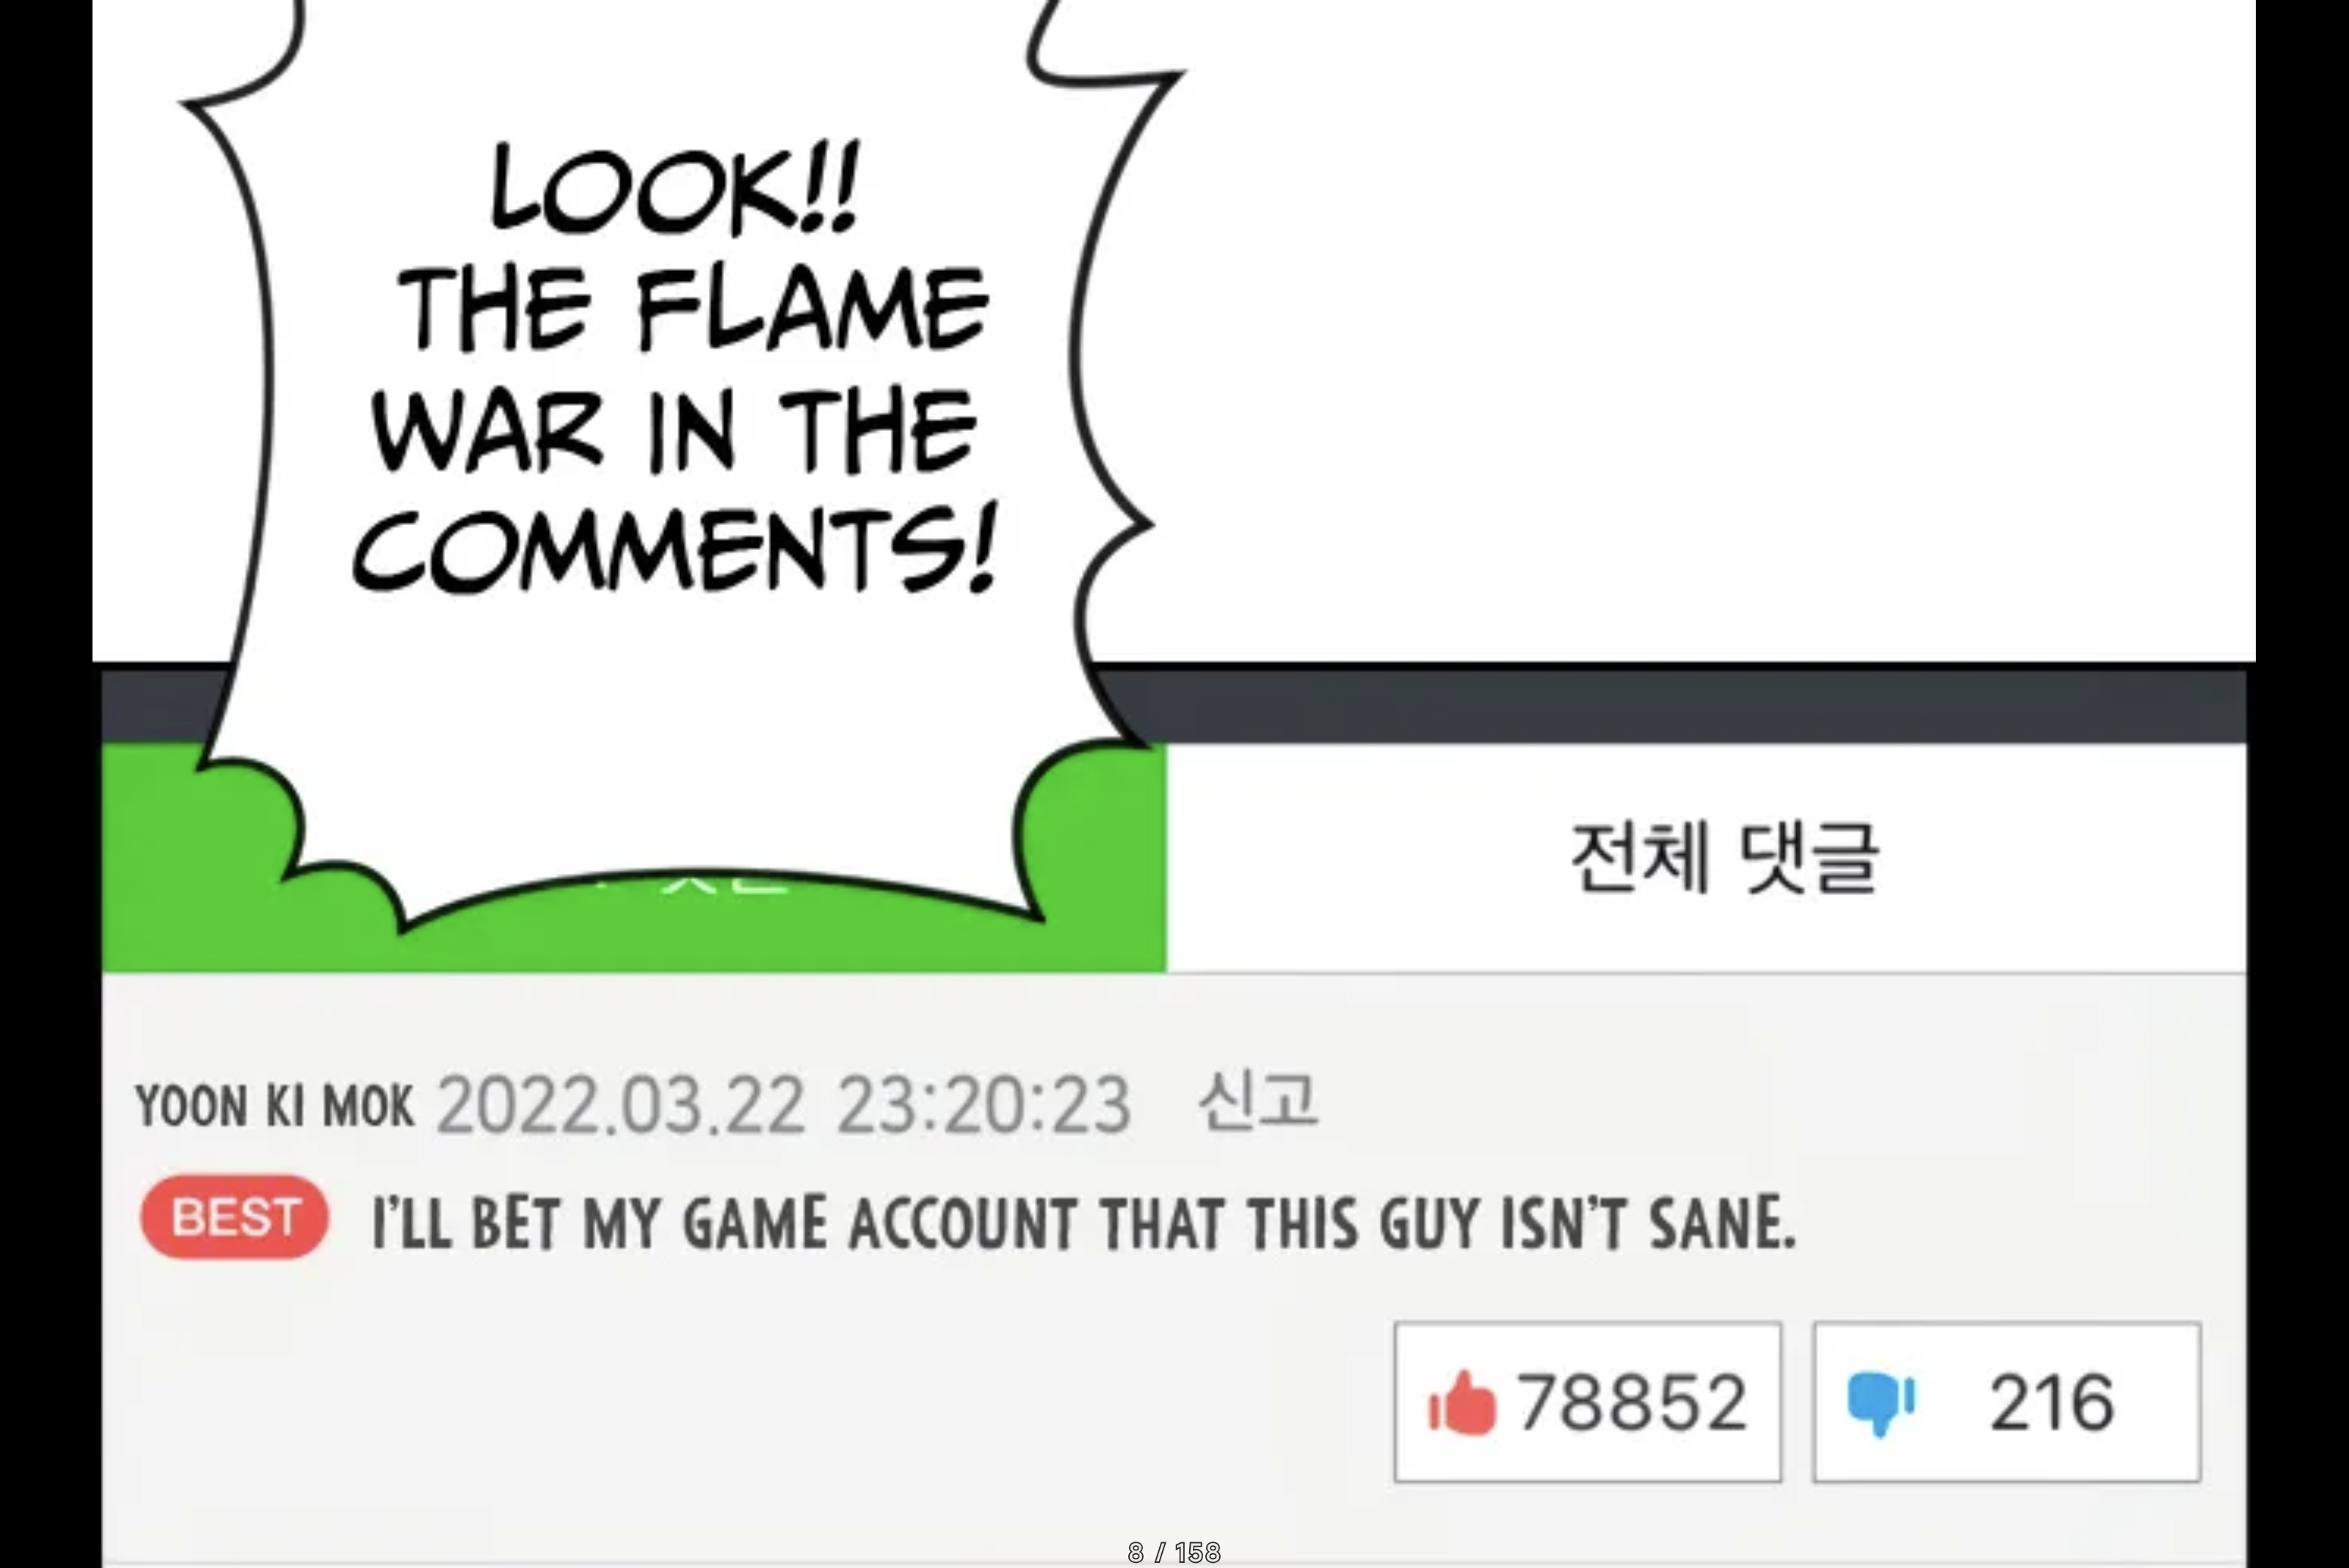 LOOK!!
THE FLAME
WAR IN THE
COMMENTS!
전체 댓글
YOON KI MOK 2022.03.22 23:20:23 신고
BEST I'LL BET MY GAME ACCOUNT THAT THIS GUY ISN'T SANE.
78852 216
8 / 158